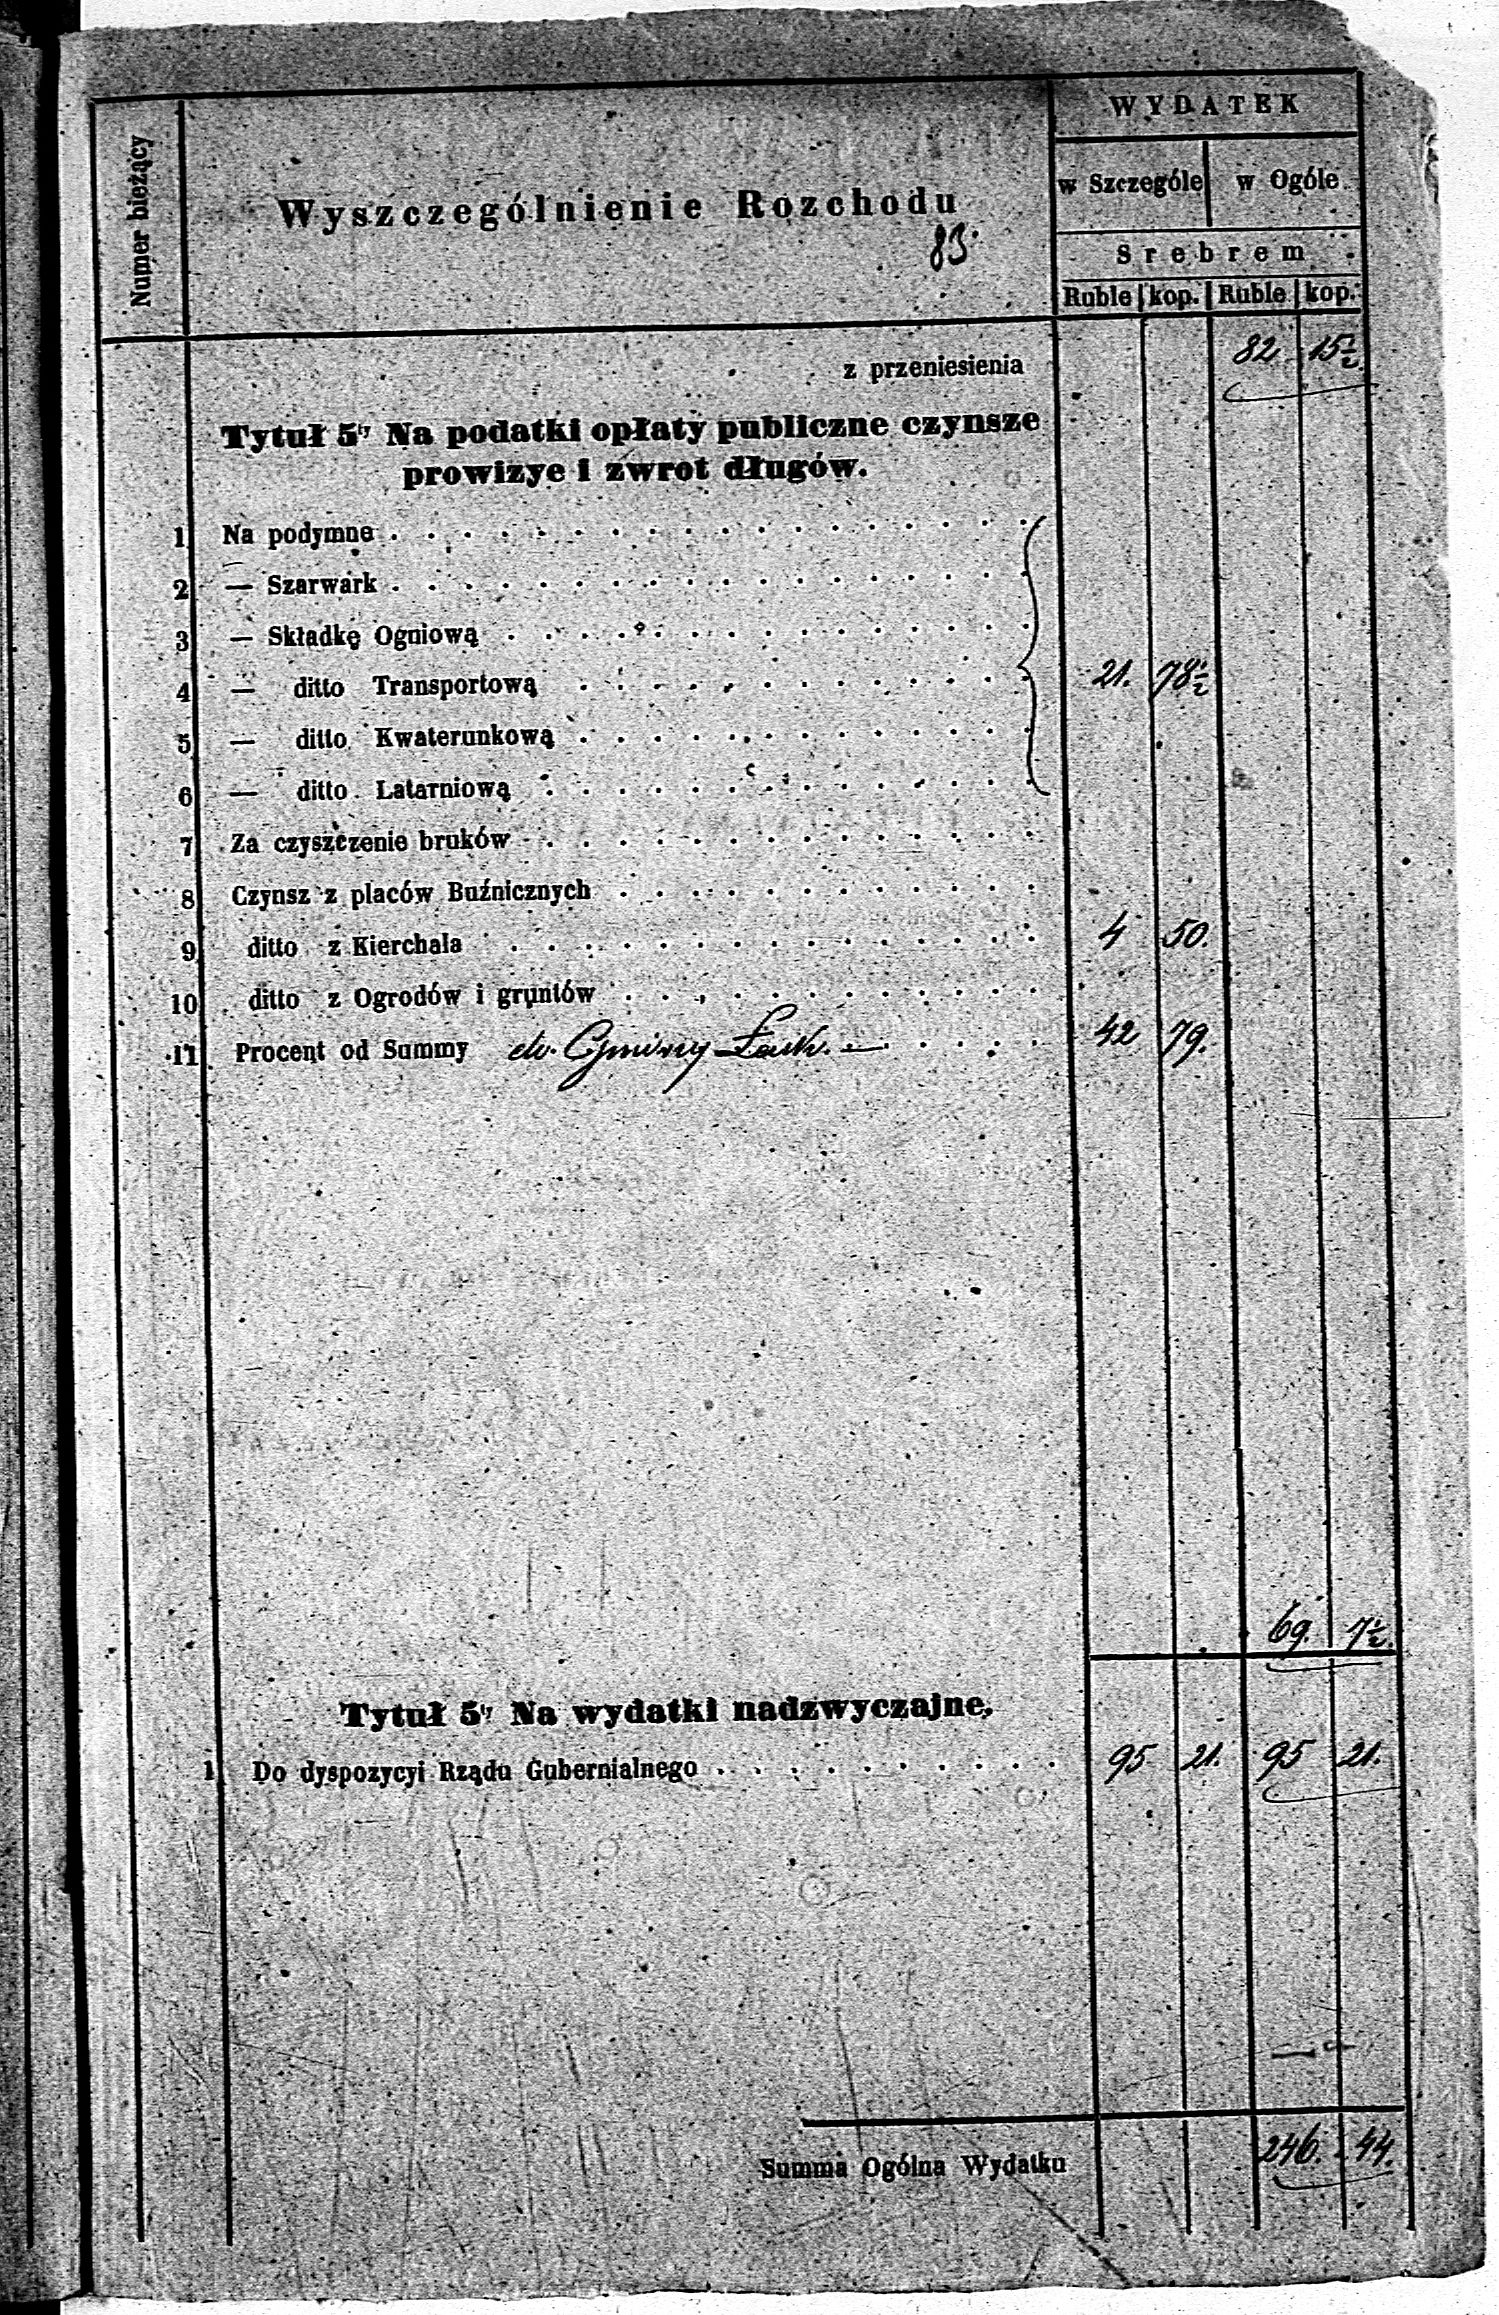 Numer bieżący
Wyszczególnienie Rozchodu
83.
WYDATEK
w Szczególe w Ogóle
Srebrem
Ruble kop. Ruble kop.
z przeniesienia 82 15½
Tytuł 5ty Na podatki opłaty publiczne czynsze
prowizye i zwrot długów.
1 Na podymne
2 — Szarwark
3 — Składkę Ogniową
4 — ditto Transportową 21. 78½
5 — ditto Kwaterunkową
6 — ditto Latarniową
7 Za czyszczenie bruków
8 Czynsz z placów Buźnicznych
9 ditto z Kierchala 4 50.
10 ditto z Ogrodów i gruntów
11 Procent od Summy do Gminy Łask. — 42 79.
69. 7½.
Tytuł 5ty Na wydatki nadzwyczajne.
1 Do dyspozycyi Rządu Gubernialnego 95 21. 95 21.
Summa Ogólna Wydatku 246. 44.